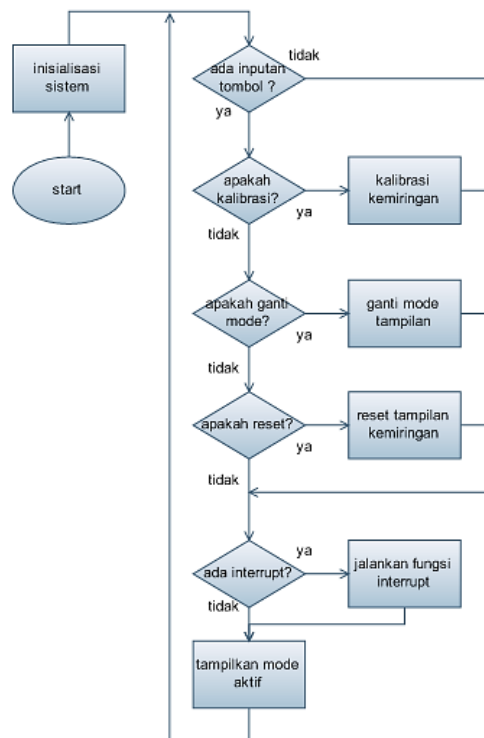 inisialisasi
sistem
start
ada inputan
tombol ?
tidak
ya
apakah
kalibrasi?
ya
tidak
kalibrasi
kemiringan
apakah ganti
mode?
ya
tidak
ganti mode
tampilan
apakah reset?
ya
tidak
reset tampilan
kemiringan
ada interrupt?
ya
tidak
jalankan fungsi
interrupt
tampilkan mode
aktif